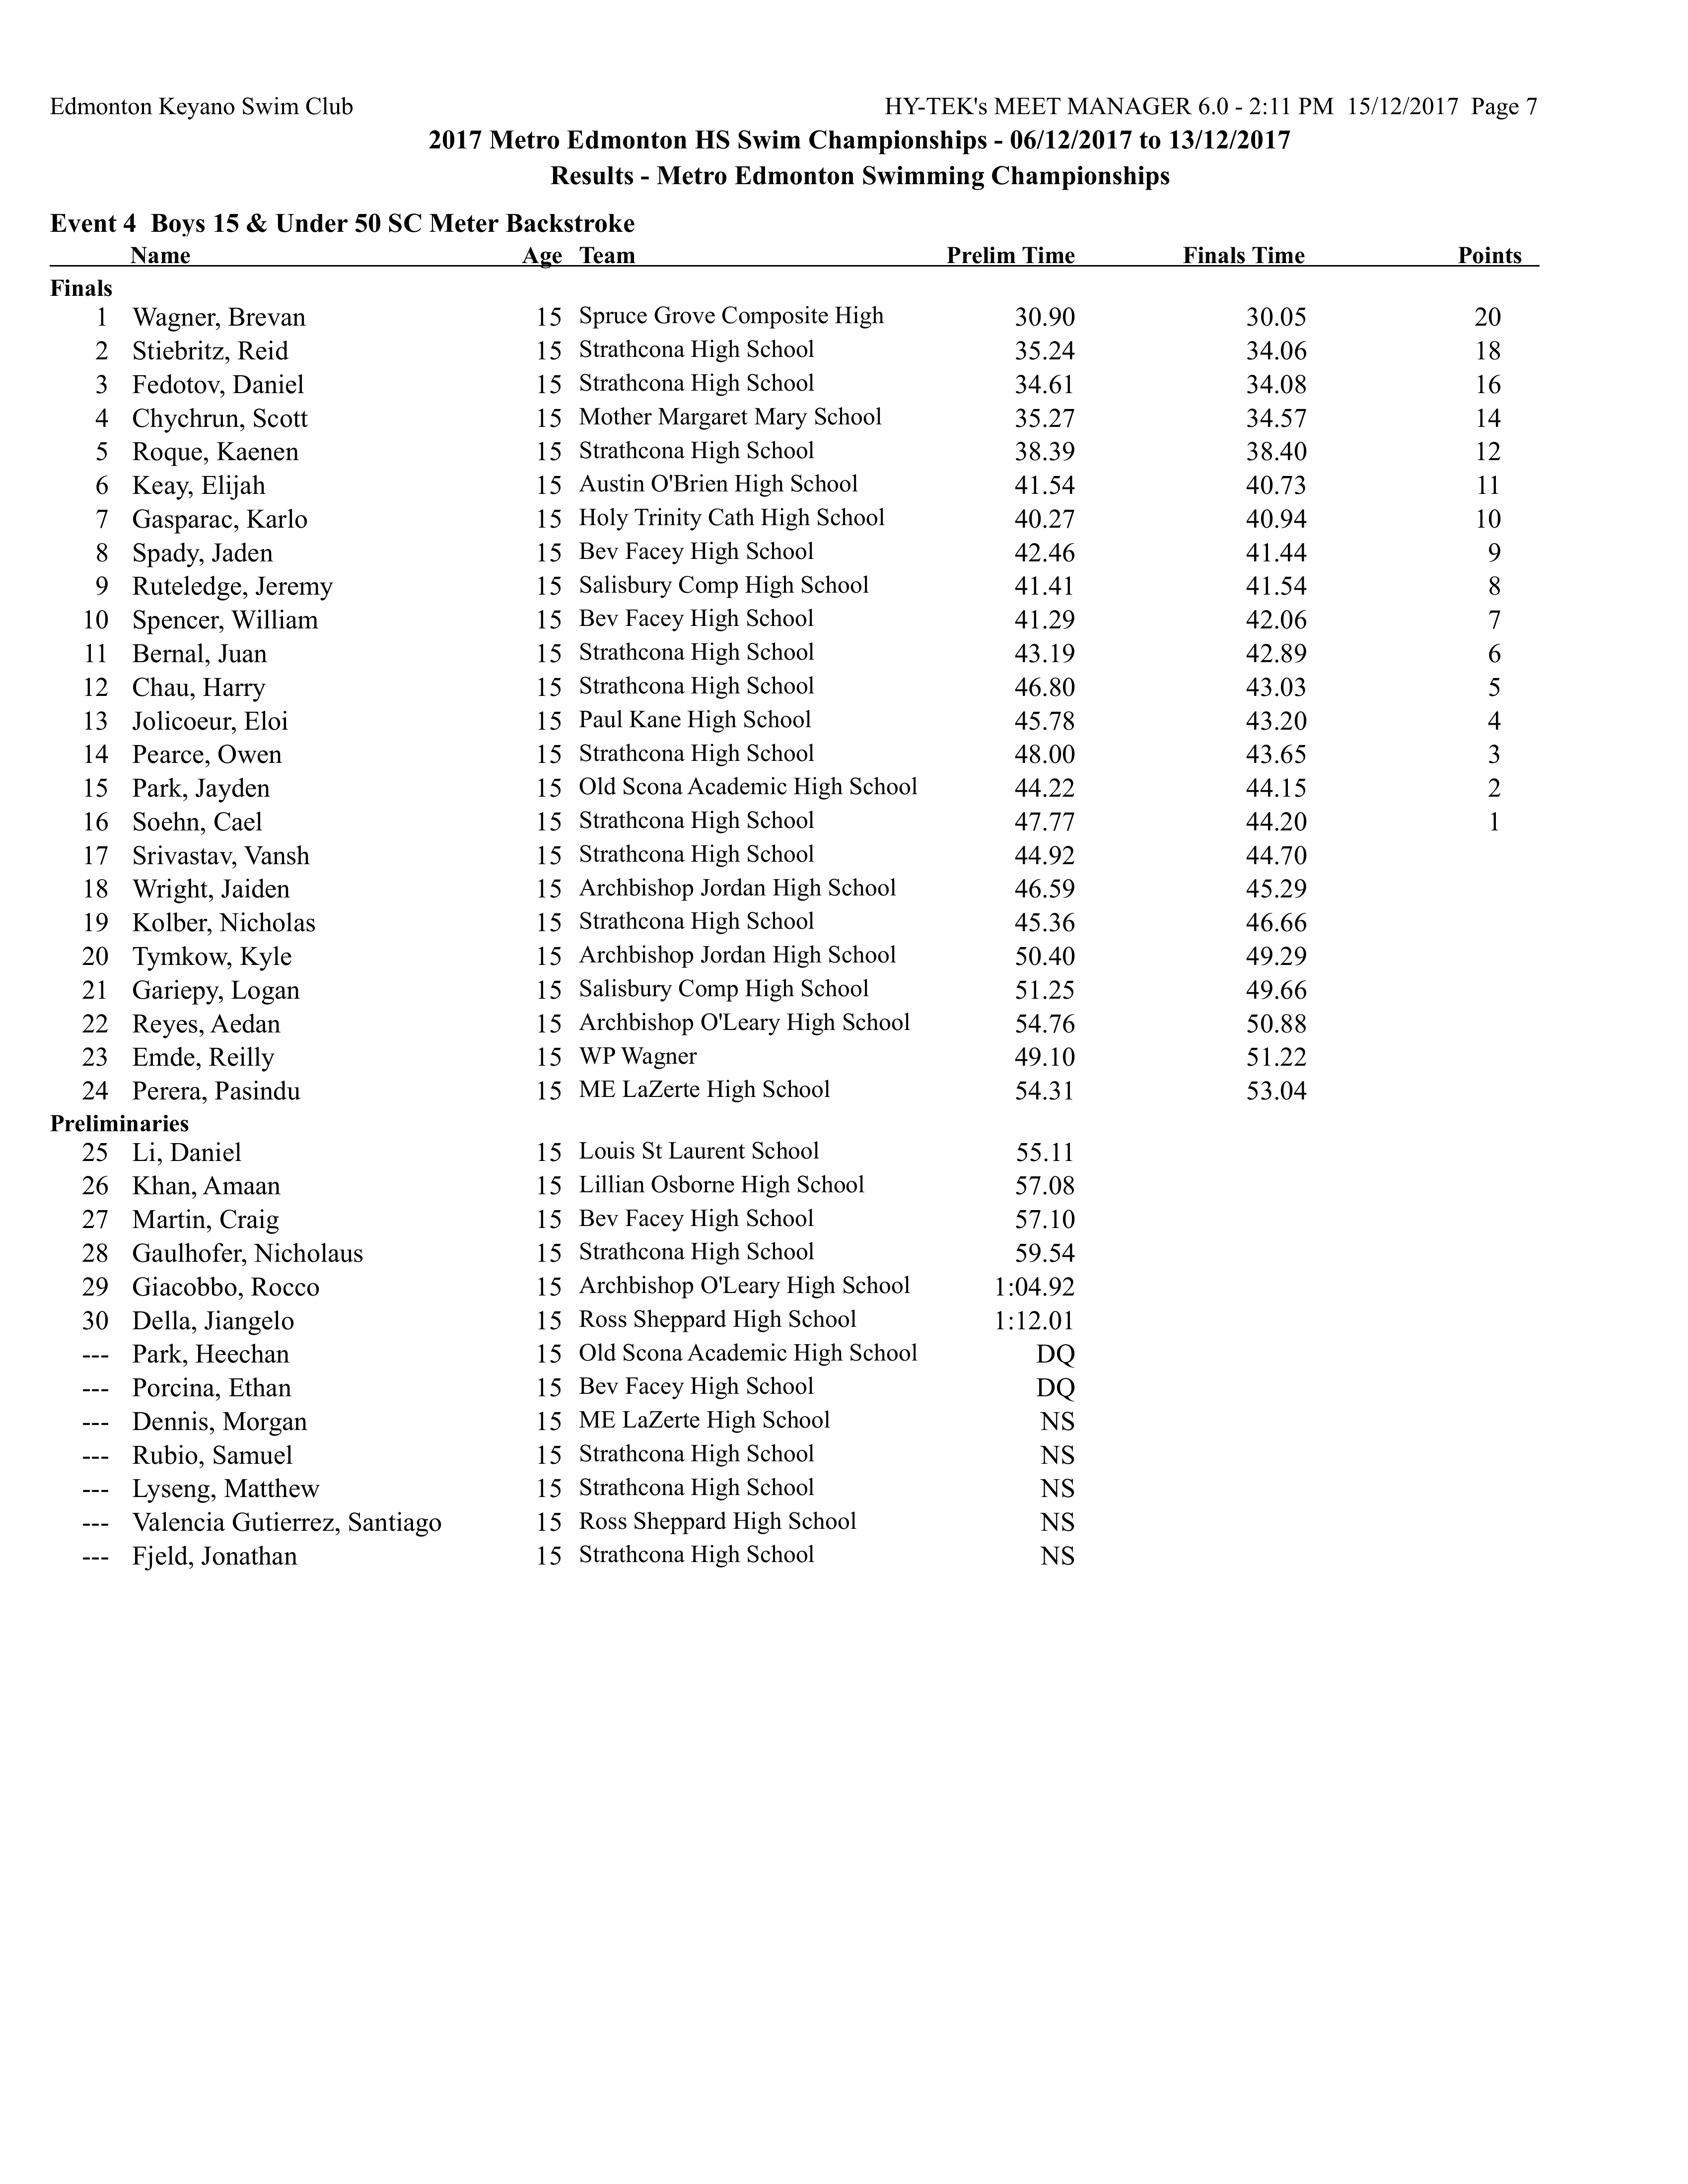 Edmonton Keyano Swim Club HY-TEK's MEET MANAGER 6.0 - 2:11 PM 15/12/2017 Page 7
2017 Metro Edmonton HS Swim Championships - 06/12/2017 to 13/12/2017
Results - Metro Edmonton Swimming Championships
Event 4 Boys 15 & Under 50 SC Meter Backstroke
Name Age Team Prelim Time Finals Time Points
Finals
1 Wagner, Brevan 15 Spruce Grove Composite High 30.90 30.05 20
2 Stiebritz, Reid 15 Strathcona High School 35.24 34.06 18
3 Fedotov, Daniel 15 Strathcona High School 34.61 34.08 16
4 Chychrun, Scott 15 Mother Margaret Mary School 35.27 34.57 14
5 Roque, Kaenen 15 Strathcona High School 38.39 38.40 12
6 Keay, Elijah 15 Austin O'Brien High School 41.54 40.73 11
7 Gasparac, Karlo 15 Holy Trinity Cath High School 40.27 40.94 10
8 Spady, Jaden 15 Bev Facey High School 42.46 41.44 9
9 Ruteledge, Jeremy 15 Salisbury Comp High School 41.41 41.54 8
10 Spencer, William 15 Bev Facey High School 41.29 42.06 7
11 Bernal, Juan 15 Strathcona High School 43.19 42.89 6
12 Chau, Harry 15 Strathcona High School 46.80 43.03 5
13 Jolicoeur, Eloi 15 Paul Kane High School 45.78 43.20 4
14 Pearce, Owen 15 Strathcona High School 48.00 43.65 3
15 Park, Jayden 15 Old Scona Academic High School 44.22 44.15 2
16 Soehn, Cael 15 Strathcona High School 47.77 44.20 1
17 Srivastav, Vansh 15 Strathcona High School 44.92 44.70
18 Wright, Jaiden 15 Archbishop Jordan High School 46.59 45.29
19 Kolber, Nicholas 15 Strathcona High School 45.36 46.66
20 Tymkow, Kyle 15 Archbishop Jordan High School 50.40 49.29
21 Gariepy, Logan 15 Salisbury Comp High School 51.25 49.66
22 Reyes, Aedan 15 Archbishop O'Leary High School 54.76 50.88
23 Emde, Reilly 15 WP Wagner 49.10 51.22
24 Perera, Pasindu 15 ME LaZerte High School 54.31 53.04
Preliminaries
25 Li, Daniel 15 Louis St Laurent School 55.11
26 Khan, Amaan 15 Lillian Osborne High School 57.08
27 Martin, Craig 15 Bev Facey High School 57.10
28 Gaulhofer, Nicholaus 15 Strathcona High School 59.54
29 Giacobbo, Rocco 15 Archbishop O'Leary High School 1:04.92
30 Della, Jiangelo 15 Ross Sheppard High School 1:12.01
--- Park, Heechan 15 Old Scona Academic High School DQ
--- Porcina, Ethan 15 Bev Facey High School DQ
--- Dennis, Morgan 15 ME LaZerte High School NS
--- Rubio, Samuel 15 Strathcona High School NS
--- Lyseng, Matthew 15 Strathcona High School NS
--- Valencia Gutierrez, Santiago 15 Ross Sheppard High School NS
--- Fjeld, Jonathan 15 Strathcona High School NS